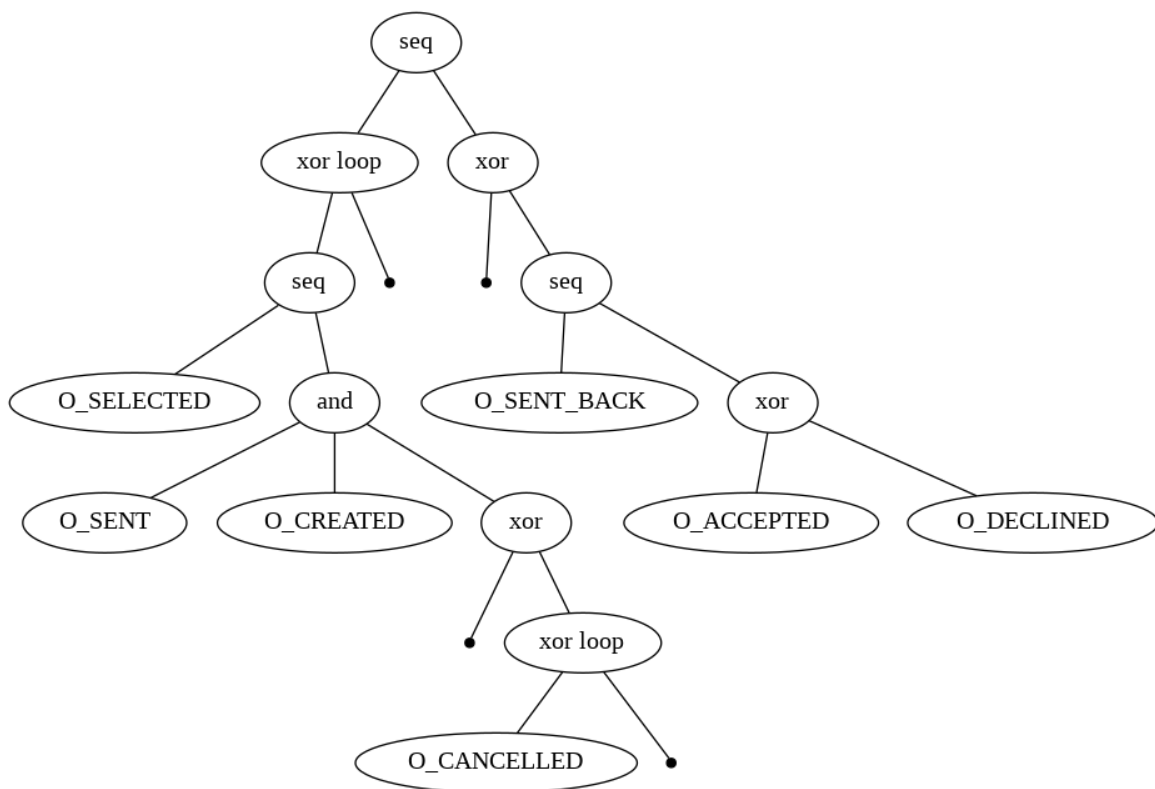 seq
xor loop
xor
seq
seq
O_SELECTED
and
O_SENT_BACK
xor
O_SENT
O_CREATED
xor
O_ACCEPTED
O_DECLINED
xor loop
O_CANCELLED